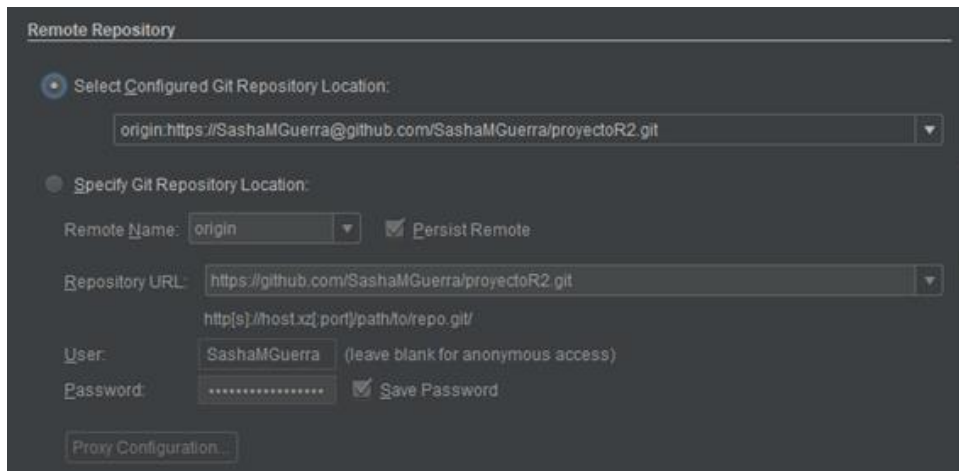 Remote Repository
Select Configured Git Repository Location:
origin:https://SashaMGuerra@github.com/SashaMGuerra/proyectoR2.git
Specify Git Repository Location:
Remote Name: origin Persist Remote
Repository URL: https://github.com/SashaMGuerra/proyectoR2.git
http[s]://host.xz[:port]/path/to/repo.git/
User: SashaMGuerra (leave blank for anonymous access)
Password: ••••••••••••••••• Save Password
Proxy Configuration...